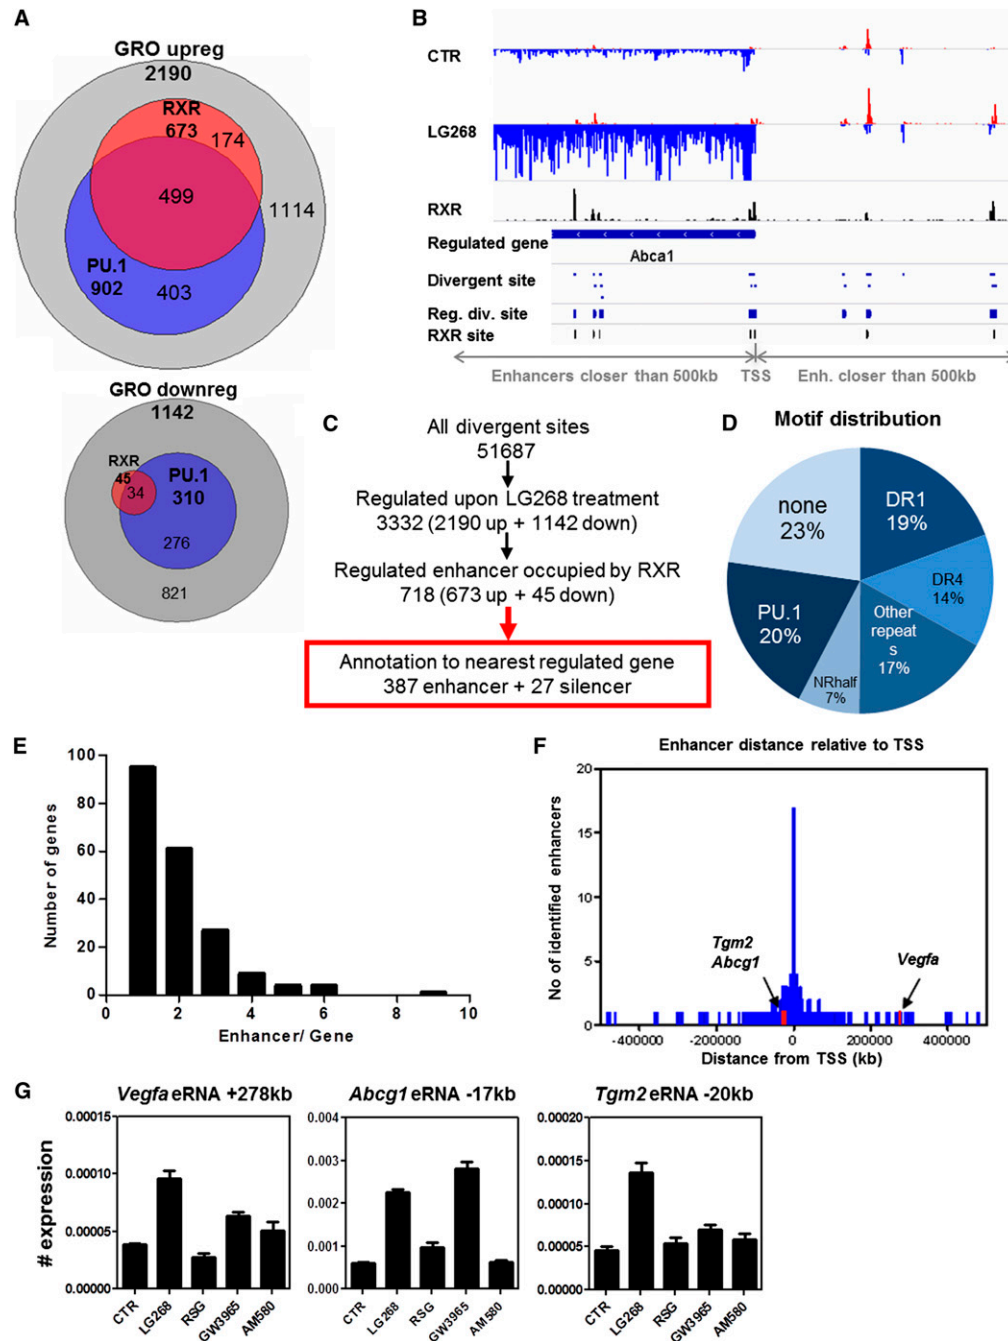 A
GRO upreg
2190
RXR
673
174
499
1114
PU.1
902
403
GRO downreg
1142
RXR
45
34
PU.1
310
276
821
B
CTR
LG268
RXR
Regulated gene
Abca1
Divergent site
Reg. div. site
RXR site
Enhancers closer than 500kb
TSS
Enh. closer than 500kb
C
All divergent sites
51687
Regulated upon LG268 treatment
3332 (2190 up + 1142 down)
Regulated enhancer occupied by RXR
718 (673 up + 45 down)
Annotation to nearest regulated gene
387 enhancer + 27 silencer
D
Motif distribution
none
23%
DR1
19%
DR4
14%
Other
repeat
s
17%
NRhalf
7%
PU.1
20%
E
Number of genes
100
80
60
40
20
0
0 2 4 6 8 10
Enhancer/ Gene
F
Enhancer distance relative to TSS
No of identified enhancers
20
15
10
5
0
Tgm2
Abcg1
Vegfa
-400000 -200000 0 200000 400000
Distance from TSS (kb)
G
# expression
Vegfa eRNA +278kb
0.00015
0.00010
0.00005
0.00000
CTR LG268 RSG GW3965 AM580
Abcg1 eRNA -17kb
0.004
0.003
0.002
0.001
0.000
CTR LG268 RSG GW3965 AM580
Tgm2 eRNA -20kb
0.00020
0.00015
0.00010
0.00005
0.00000
CTR LG268 RSG GW3965 AM580